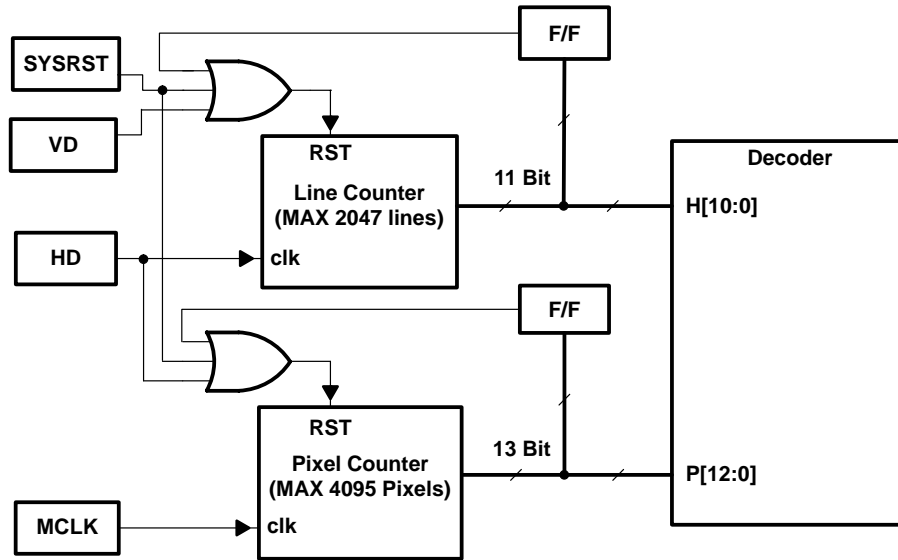 F/F
SYSRST
VD
RST
Line Counter
(MAX 2047 lines)
clk
11 Bit
Decoder
H[10:0]
HD
F/F
RST
Pixel Counter
(MAX 4095 Pixels)
clk
13 Bit
P[12:0]
MCLK